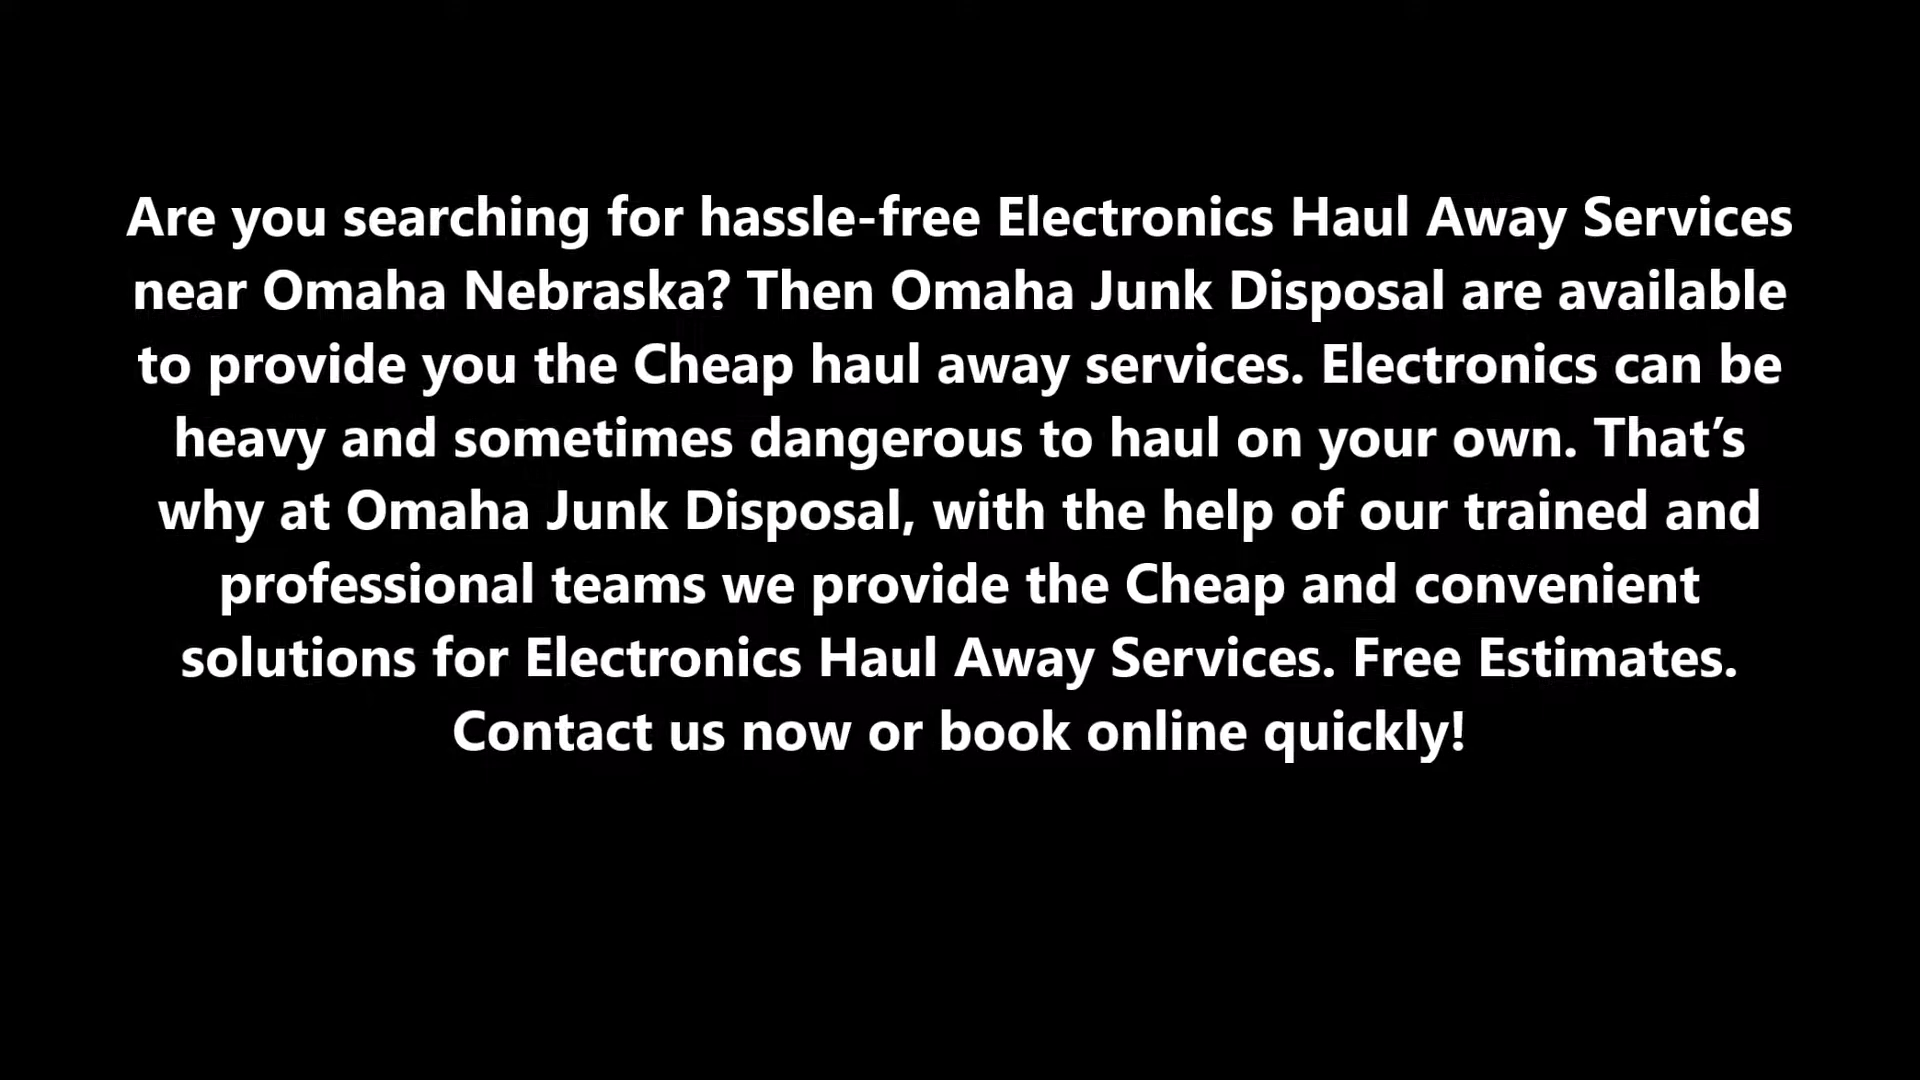 Are you searching for hassle-free Electronics Haul Away Services
near Omaha Nebraska? Then Omaha Junk Disposal are available
to provide you the Cheap haul away services. Electronics can be
heavy and sometimes dangerous to haul on your own. That’s
why at Omaha Junk Disposal, with the help of our trained and
professional teams we provide the Cheap and convenient
solutions for Electronics Haul Away Services. Free Estimates.
Contact us now or book online quickly!